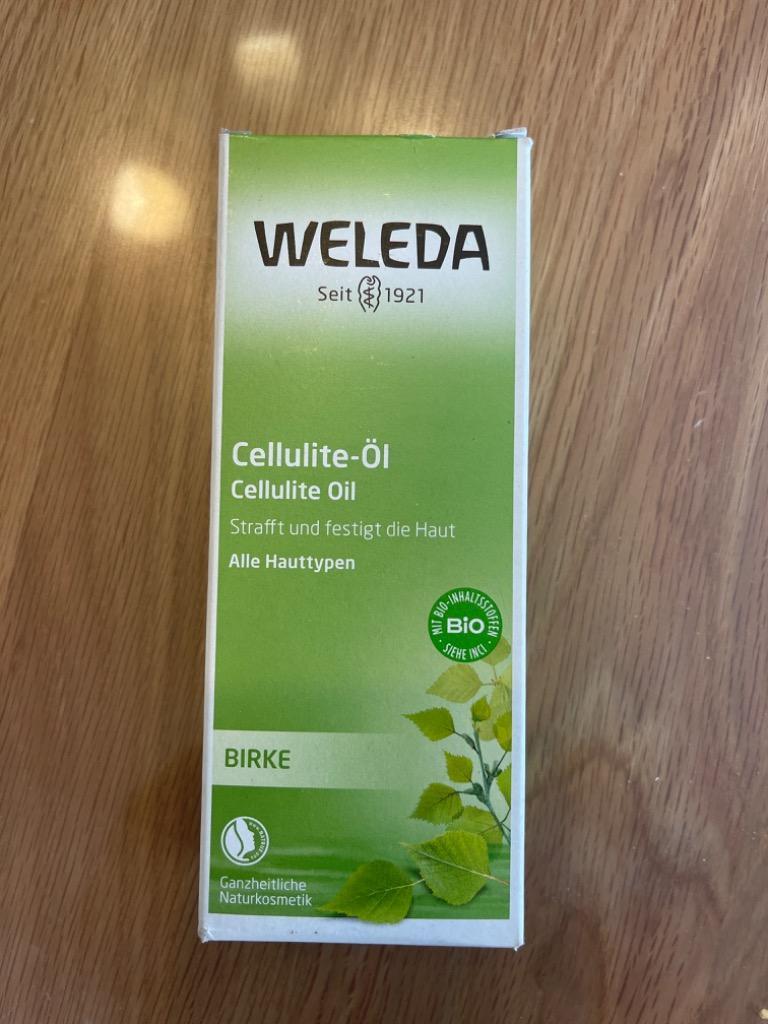 WELEDA
Seit 1921
Cellulite-Öl
Cellulite Oil
Strafft und festigt die Haut
Alle Hauttypen
MIT BIO-INHALTSSTOFFEN
BiO
SIEHE INCI
BIRKE
Ganzheitliche
Naturkosmetik